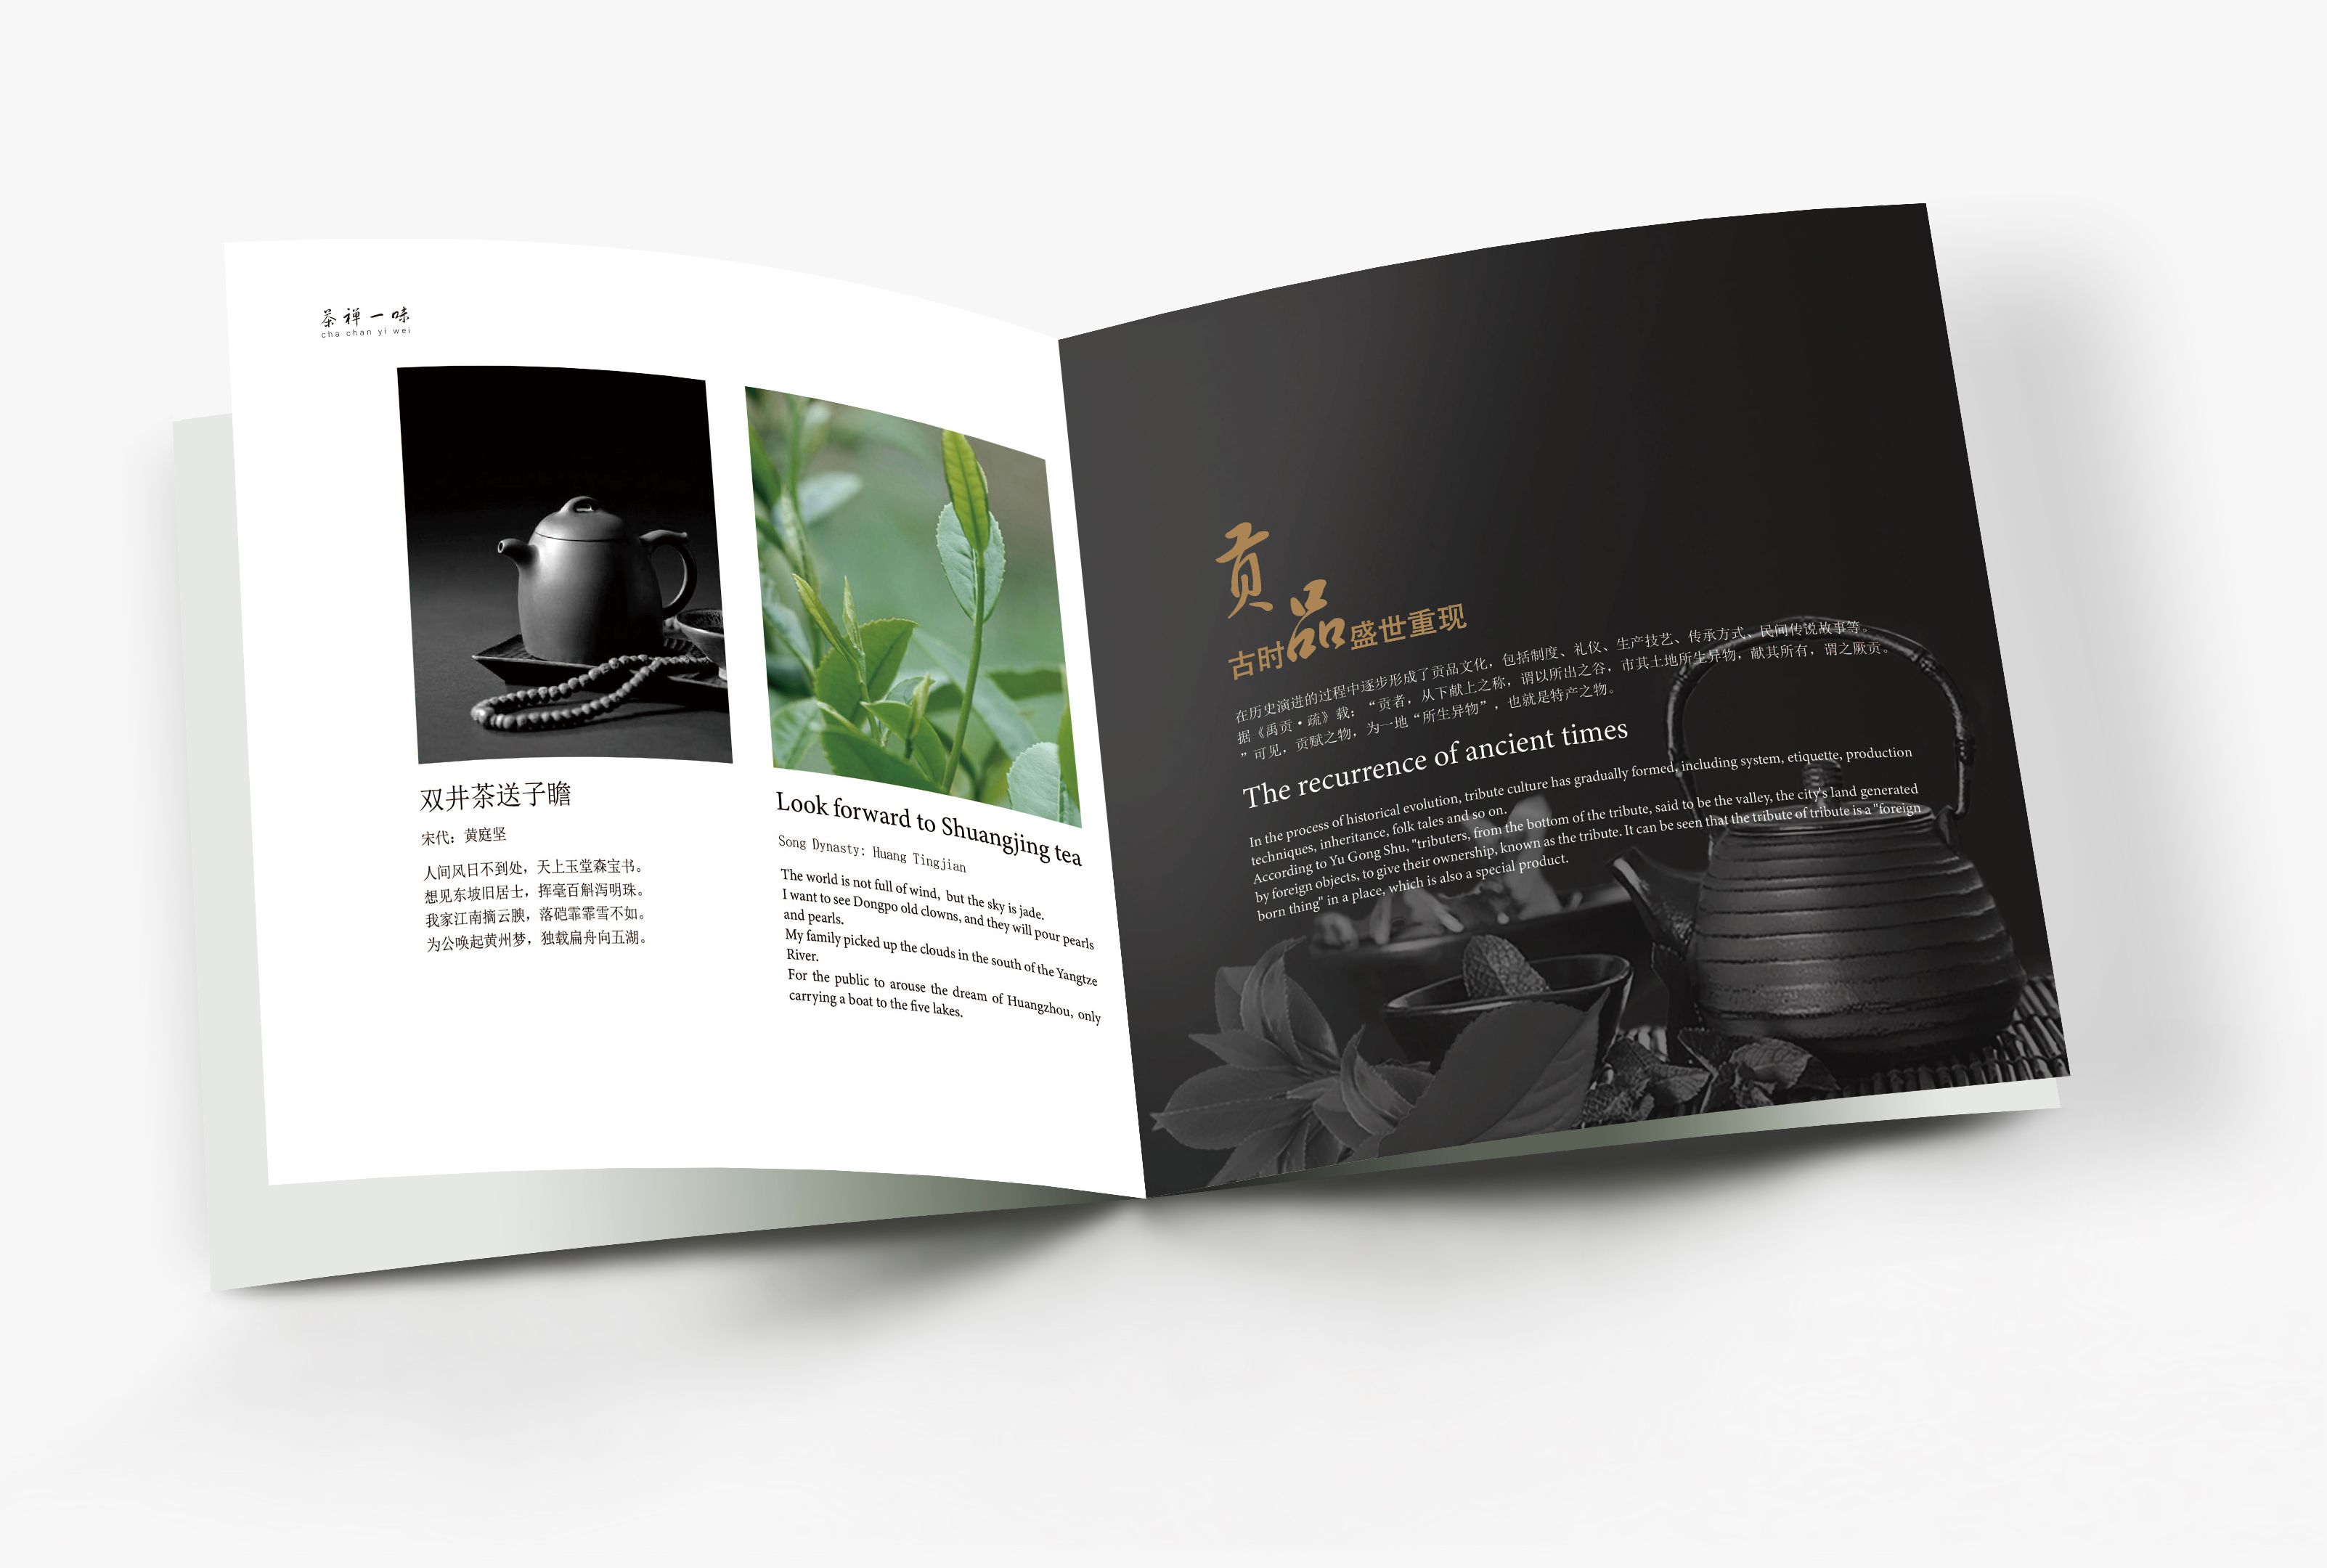 茶禅一味
cha chan yi wei
双井茶送子瞻
宋代：黄庭坚
人间风日不到处，天上玉堂森宝书。
想见东坡旧居士，挥毫百斛泻明珠。
我家江南摘云腴，落硙霏霏雪不如。
为公唤起黄州梦，独载扁舟向五湖。
Look forward to Shuangjing tea
Song Dynasty: Huang Tingjian
The world is not full of wind, but the sky is jade.
I want to see Dongpo old clowns, and they will pour pearls
and pearls.
My family picked up the clouds in the south of the Yangtze
River.
For the public to arouse the dream of Huangzhou, only
carrying a boat to the five lakes.
贡品
古时盛世重现
在历史演进的过程中逐步形成了贡品文化，包括制度、礼仪、生产技艺、传承方式、民间传说故事等。
据《禹贡·疏》载：“贡者，从下献上之称，谓以所出之谷，市其土地所生异物，献其所有，谓之厥贡。
”可见，贡赋之物，为一地“所生异物”，也就是特产之物。
The recurrence of ancient times
In the process of historical evolution, tribute culture has gradually formed, including system, etiquette, production
techniques, inheritance, folk tales and so on.
According to Yu Gong Shu, "tributers, from the bottom of the tribute, said to be the valley, the city's land generated
by foreign objects, to give their ownership, known as the tribute. It can be seen that the tribute of tribute is a "foreign
born thing" in a place, which is also a special product.